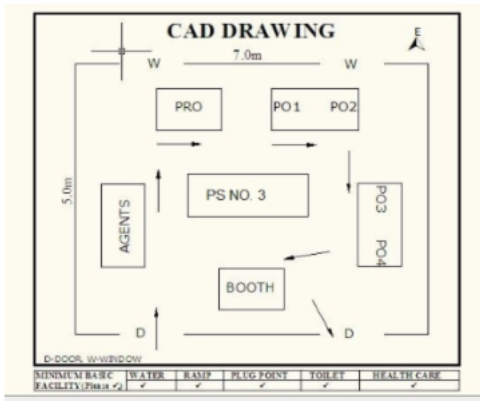 CAD DRAWING
E
7.0m
W W
PRO
PO1 PO2
5.0m
AGENTS
PS NO. 3
PO3 PO4
BOOTH
D D
D-DOOR, W-WINDOW
MINIMUM BASIC FACILITY(Please ✓) WATER RAMP PLUG POINT TOILET HEALTH CARE
✓ ✓ ✓ ✓ ✓